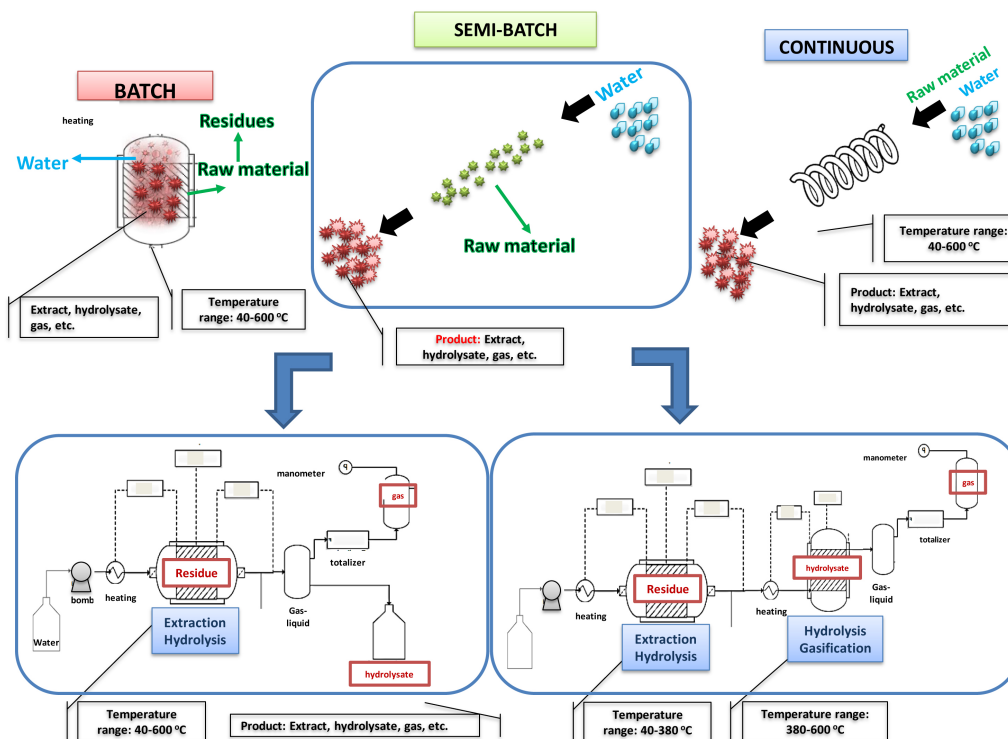 SEMI-BATCH
CONTINUOUS
BATCH
heating
Water
Residues
Raw material
Extract, hydrolysate,
gas, etc.
Temperature
range: 40-600 ºC
Water
Raw material
Product: Extract,
hydrolysate, gas, etc.
Raw material
Water
Temperature range:
40-600 ºC
Product: Extract,
hydrolysate, gas, etc.
manometer
q
gas
totalizer
Residue
bomb
heating
Gas-
liquid
Water
Extraction
Hydrolysis
hydrolysate
Temperature
range: 40-600 ºC
Product: Extract, hydrolysate, gas, etc.
manometer
q
gas
totalizer
hydrolysate
Residue
heating
heating
Gas-
liquid
Extraction
Hydrolysis
Hydrolysis
Gasification
Temperature
range: 40-380 ºC
Temperature range:
380-600 ºC